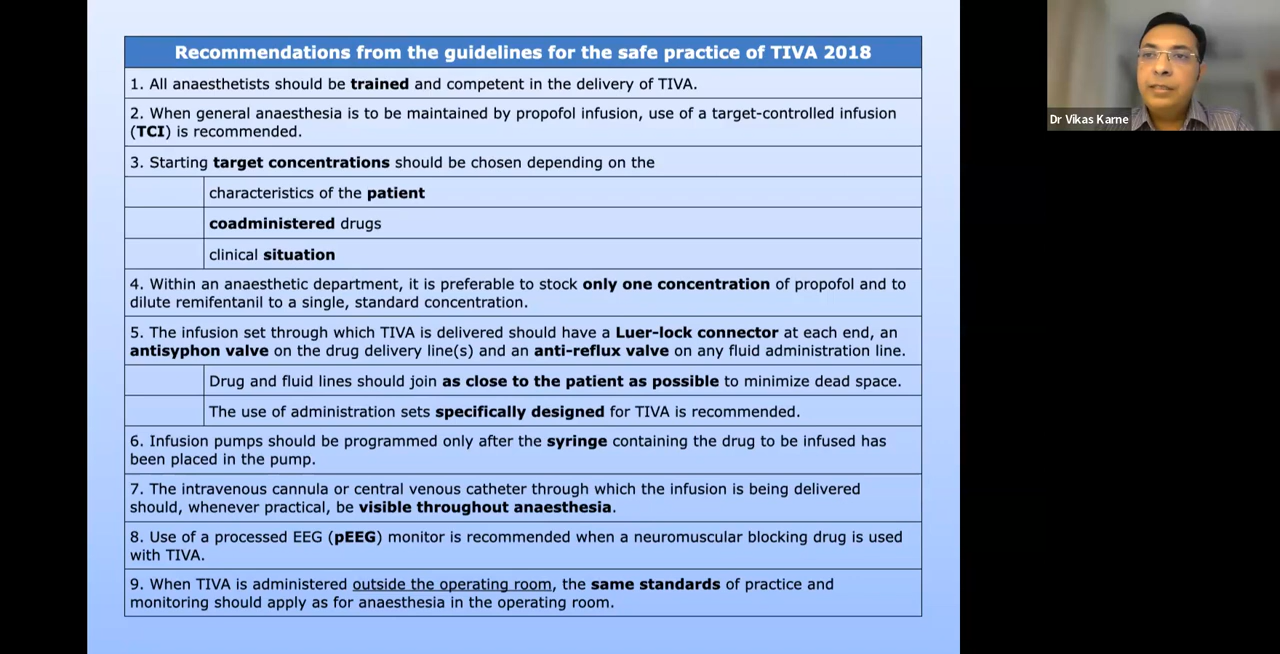 Recommendations from the guidelines for the safe practice of TIVA 2018
1. All anaesthetists should be trained and competent in the delivery of TIVA.
2. When general anaesthesia is to be maintained by propofol infusion, use of a target-controlled infusion
(TCI) is recommended.
3. Starting target concentrations should be chosen depending on the
characteristics of the patient
coadministered drugs
clinical situation
4. Within an anaesthetic department, it is preferable to stock only one concentration of propofol and to
dilute remifentanil to a single, standard concentration.
5. The infusion set through which TIVA is delivered should have a Luer-lock connector at each end, an
antisyphon valve on the drug delivery line(s) and an anti-reflux valve on any fluid administration line.
Drug and fluid lines should join as close to the patient as possible to minimize dead space.
The use of administration sets specifically designed for TIVA is recommended.
6. Infusion pumps should be programmed only after the syringe containing the drug to be infused has
been placed in the pump.
7. The intravenous cannula or central venous catheter through which the infusion is being delivered
should, whenever practical, be visible throughout anaesthesia.
8. Use of a processed EEG (pEEG) monitor is recommended when a neuromuscular blocking drug is used
with TIVA.
9. When TIVA is administered outside the operating room, the same standards of practice and
monitoring should apply as for anaesthesia in the operating room.
Dr Vikas Karne